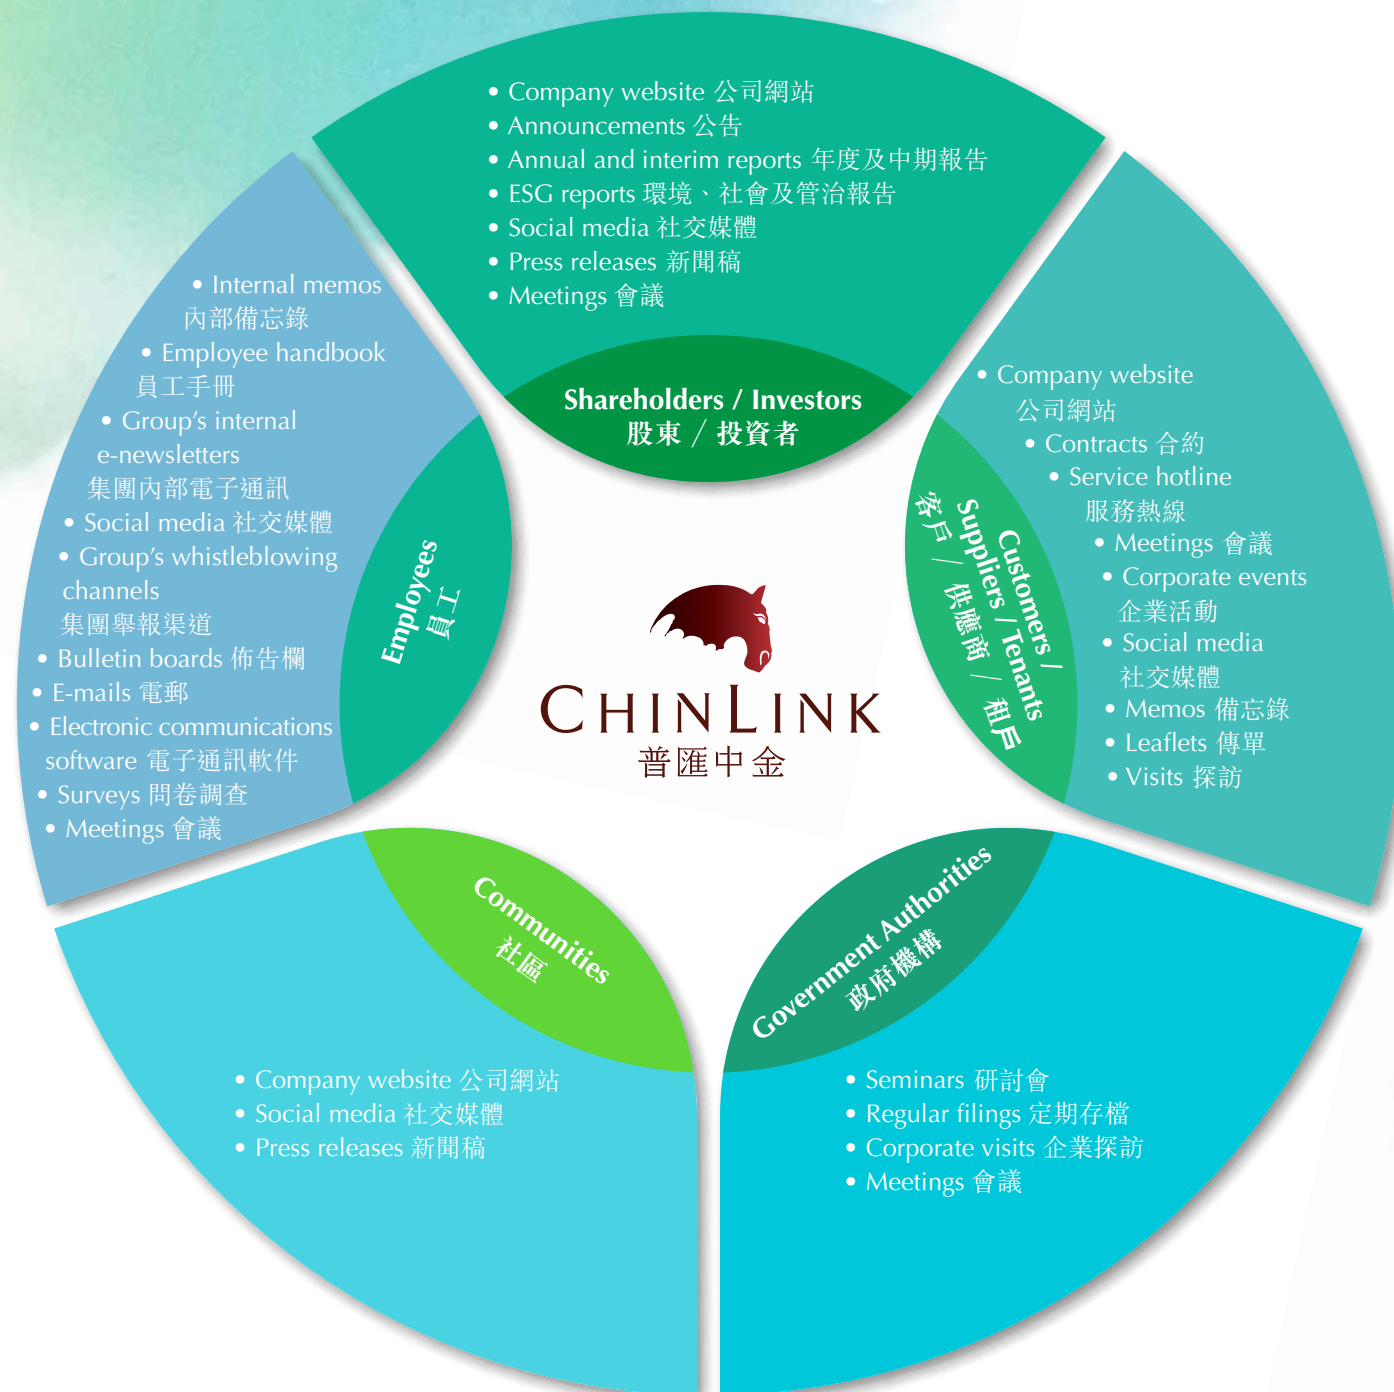 • Company website 公司網站
• Announcements 公告
• Annual and interim reports 年度及中期報告
• ESG reports 環境、社會及管治報告
• Social media 社交媒體
• Press releases 新聞稿
• Meetings 會議
Shareholders / Investors
股東 / 投資者
• Company website
公司網站
• Contracts 合約
• Service hotline
服務熱線
• Meetings 會議
• Corporate events
企業活動
• Social media
社交媒體
• Memos 備忘錄
• Leaflets 傳單
• Visits 探訪
Customers /
Suppliers / Tenants
客戶 / 供應商 / 租戶
• Seminars 研討會
• Regular filings 定期存檔
• Corporate visits 企業探訪
• Meetings 會議
Government Authorities
政府機構
• Company website 公司網站
• Social media 社交媒體
• Press releases 新聞稿
Communities
社區
• Internal memos
內部備忘錄
• Employee handbook
員工手冊
• Group's internal
e-newsletters
集團內部電子通訊
• Social media 社交媒體
• Group's whistleblowing
channels
集團舉報渠道
• Bulletin boards 佈告欄
• E-mails 電郵
• Electronic communications
software 電子通訊軟件
• Surveys 問卷調查
• Meetings 會議
Employees
員工
CHINLINK
普匯中金